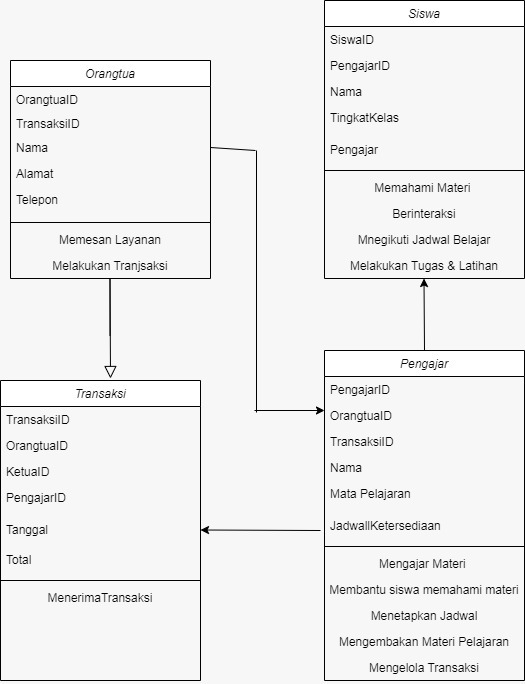 Siswa
SiswaID
PengajarID
Nama
TingkatKelas
Pengajar
Memahami Materi
Berinteraksi
Mnegikuti Jadwal Belajar
Melakukan Tugas & Latihan
Orangtua
OrangtuaID
TransaksiID
Nama
Alamat
Telepon
Memesan Layanan
Melakukan Tranjsaksi
Transaksi
TransaksiID
OrangtuaID
KetuaID
PengajarID
Tanggal
Total
MenerimaTransaksi
Pengajar
PengajarID
OrangtuaID
TransaksiID
Nama
Mata Pelajaran
JadwallKetersediaan
Mengajar Materi
Membantu siswa memahami materi
Menetapkan Jadwal
Mengembakan Materi Pelajaran
Mengelola Transaksi